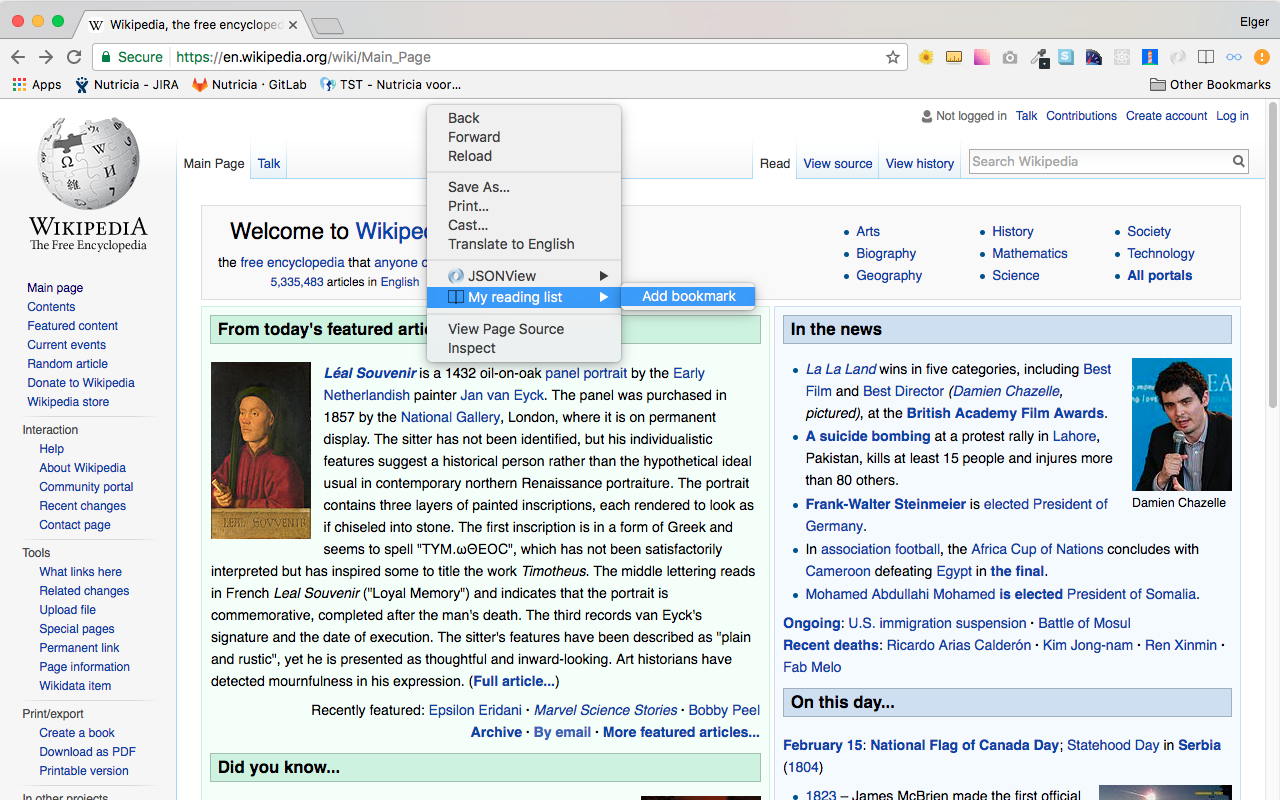 Wikipedia, the free encycloped
Elger
Secure https://en.wikipedia.org/wiki/Main_Page
Apps Nutricia - JIRA Nutricia · GitLab TST - Nutricia voor... Other Bookmarks
Not logged in Talk Contributions Create account Log in
Main Page Talk Read View source View history Search Wikipedia
WIKIPEDIA
The Free Encyclopedia
Main page
Contents
Featured content
Current events
Random article
Donate to Wikipedia
Wikipedia store
Interaction
Help
About Wikipedia
Community portal
Recent changes
Contact page
Tools
What links here
Related changes
Upload file
Special pages
Permanent link
Page information
Wikidata item
Print/export
Create a book
Download as PDF
Printable version
In other projects
Back
Forward
Reload
Save As...
Print...
Cast...
Translate to English
JSONView
My reading list
Add bookmark
View Page Source
Inspect
Welcome to Wikipe
the free encyclopedia that anyone c
5,335,483 articles in English
Arts
Biography
Geography
History
Mathematics
Science
Society
Technology
All portals
From today's featured artic
Léal Souvenir is a 1432 oil-on-oak panel portrait by the Early
Netherlandish painter Jan van Eyck. The panel was purchased in
1857 by the National Gallery, London, where it is on permanent
display. The sitter has not been identified, but his individualistic
features suggest a historical person rather than the hypothetical ideal
usual in contemporary northern Renaissance portraiture. The portrait
contains three layers of painted inscriptions, each rendered to look as
if chiseled into stone. The first inscription is in a form of Greek and
seems to spell "TYM.ωΘEOC", which has not been satisfactorily
interpreted but has inspired some to title the work Timotheus. The middle lettering reads
in French Leal Souvenir ("Loyal Memory") and indicates that the portrait is
commemorative, completed after the man's death. The third records van Eyck's
signature and the date of execution. The sitter's features have been described as "plain
and rustic", yet he is presented as thoughtful and inward-looking. Art historians have
detected mournfulness in his expression. (Full article...)
LEAL SOVVENIR
Recently featured: Epsilon Eridani · Marvel Science Stories · Bobby Peel
Archive · By email · More featured articles...
Did you know...
In the news
La La Land wins in five categories, including Best
Film and Best Director (Damien Chazelle,
pictured), at the British Academy Film Awards.
A suicide bombing at a protest rally in Lahore,
Pakistan, kills at least 15 people and injures more
than 80 others.
Damien Chazelle
Frank-Walter Steinmeier is elected President of
Germany.
In association football, the Africa Cup of Nations concludes with
Cameroon defeating Egypt in the final.
Mohamed Abdullahi Mohamed is elected President of Somalia.
Ongoing: U.S. immigration suspension · Battle of Mosul
Recent deaths: Ricardo Arias Calderón · Kim Jong-nam · Ren Xinmin ·
Fab Melo
On this day...
February 15: National Flag of Canada Day; Statehood Day in Serbia
(1804)
1823 – James McBrien made the first official